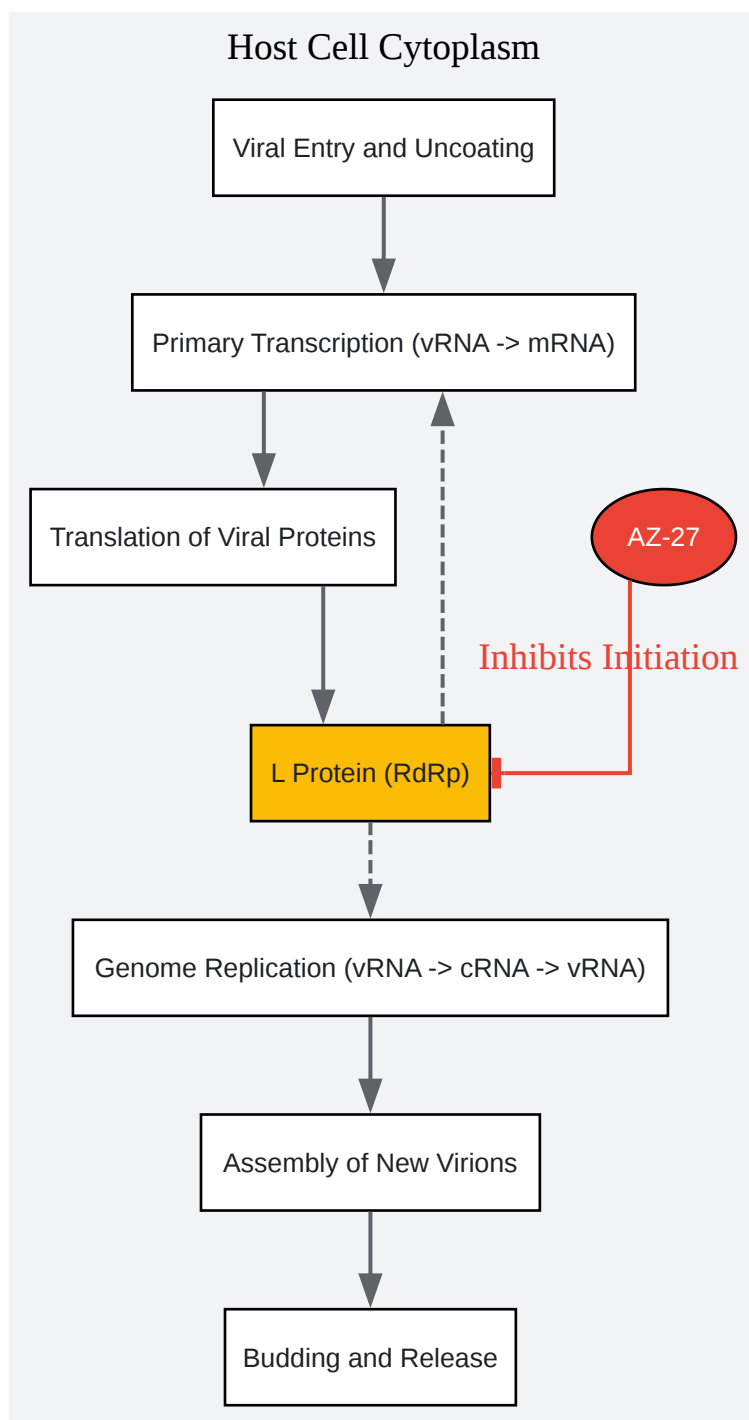 Host Cell Cytoplasm
Viral Entry and Uncoating
Primary Transcription (vRNA -> mRNA)
Translation of Viral Proteins
AZ-27
Inhibits Initiation
L Protein (RdRp)
Genome Replication (vRNA -> cRNA -> vRNA)
Assembly of New Virions
Budding and Release